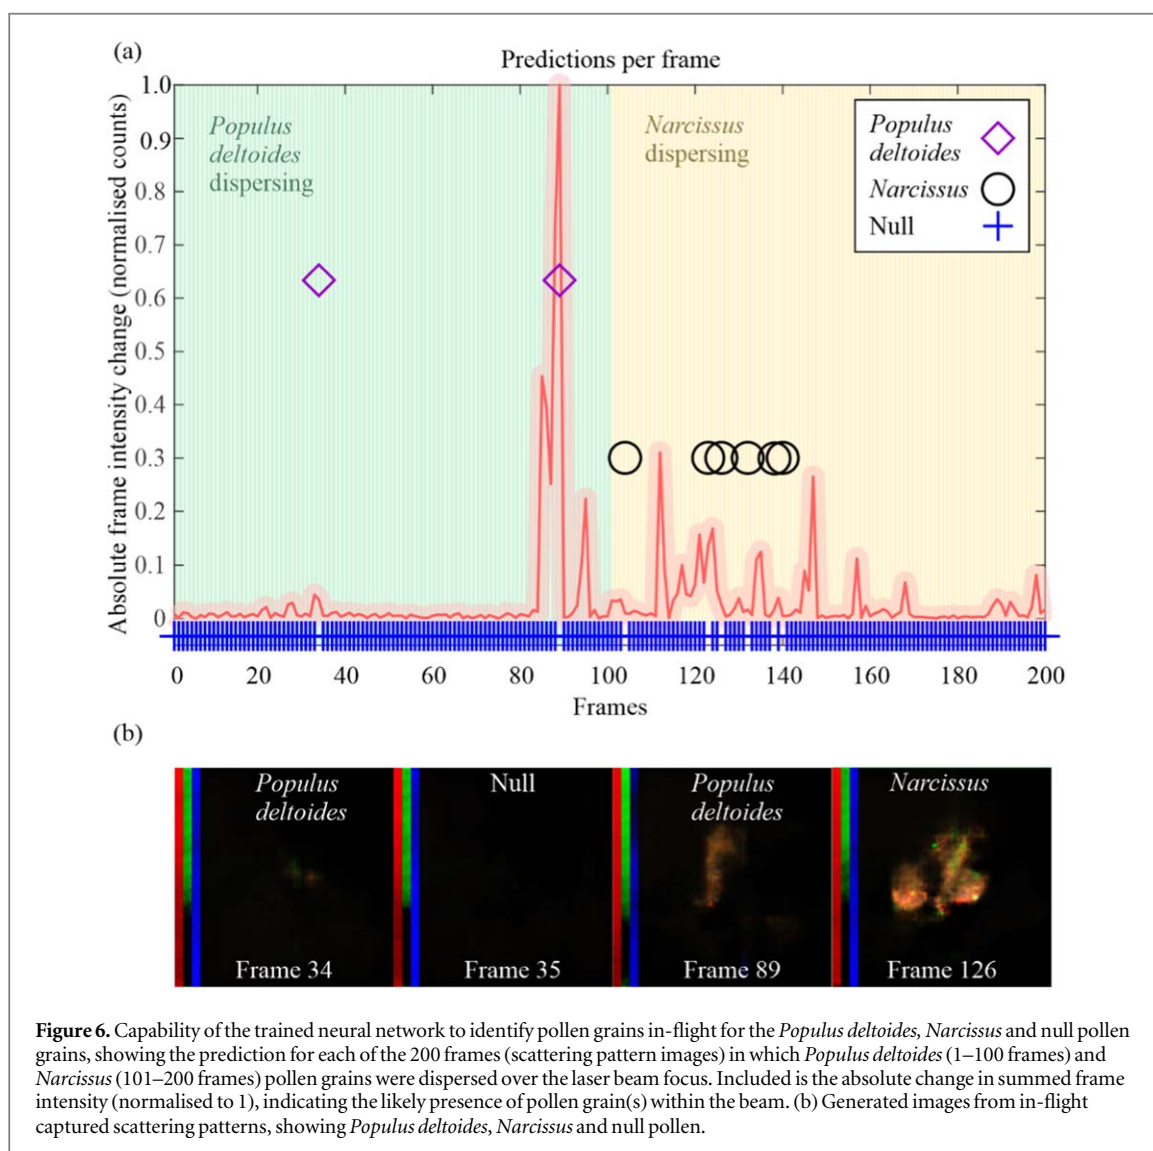 (a)
Predictions per frame
Absolute frame intensity change (normalised counts)
1.0
0.9
0.8
0.7
0.6
0.5
0.4
0.3
0.2
0.1
0
Populus
deltoides
dispersing
Narcissus
dispersing
Populus
deltoides
Narcissus
Null
0 20 40 60 80 100 120 140 160 180 200
Frames
(b)
Populus
deltoides
Frame 34
Null
Frame 35
Populus
deltoides
Frame 89
Narcissus
Frame 126
Figure 6. Capability of the trained neural network to identify pollen grains in-flight for the Populus deltoides, Narcissus and null pollen
grains, showing the prediction for each of the 200 frames (scattering pattern images) in which Populus deltoides (1–100 frames) and
Narcissus (101–200 frames) pollen grains were dispersed over the laser beam focus. Included is the absolute change in summed frame
intensity (normalised to 1), indicating the likely presence of pollen grain(s) within the beam. (b) Generated images from in-flight
captured scattering patterns, showing Populus deltoides, Narcissus and null pollen.